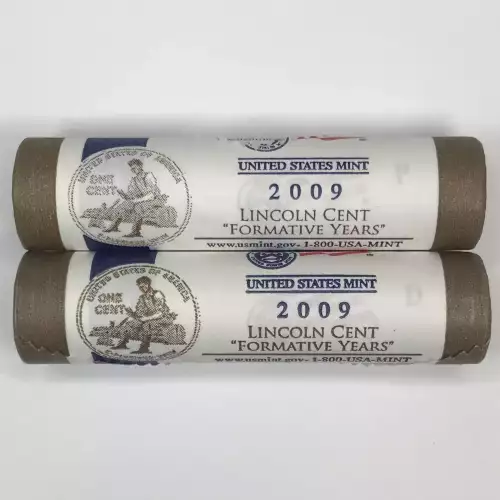 UNITED STATES OF AMERICA
ONE
CENT
P
UNITED STATES MINT
2009
LINCOLN CENT
"FORMATIVE YEARS"
www.usmint.gov- 1-800-USA-MINT
UNITED STATES OF AMERICA
ONE
CENT
D
UNITED STATES MINT
2009
LINCOLN CENT
"FORMATIVE YEARS"
www.usmint.gov- 1-800-USA-MINT